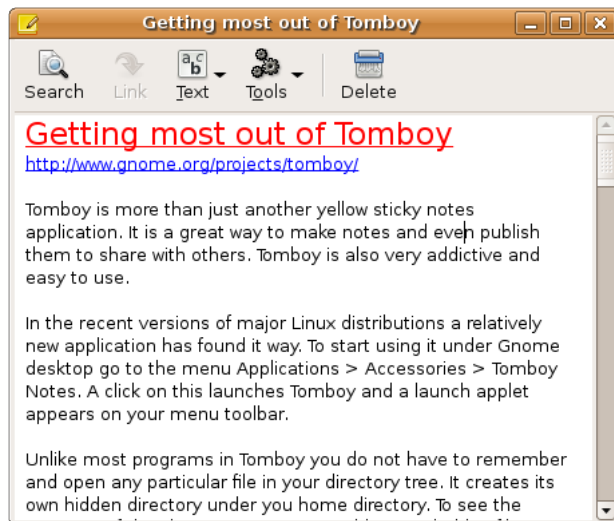 Getting most out of Tomboy
Search Link Text Tools Delete
Getting most out of Tomboy
http://www.gnome.org/projects/tomboy/
Tomboy is more than just another yellow sticky notes
application. It is a great way to make notes and even publish
them to share with others. Tomboy is also very addictive and
easy to use.
In the recent versions of major Linux distributions a relatively
new application has found it way. To start using it under Gnome
desktop go to the menu Applications > Accessories > Tomboy
Notes. A click on this launches Tomboy and a launch applet
appears on your menu toolbar.
Unlike most programs in Tomboy you do not have to remember
and open any particular file in your directory tree. It creates its
own hidden directory under you home directory. To see the